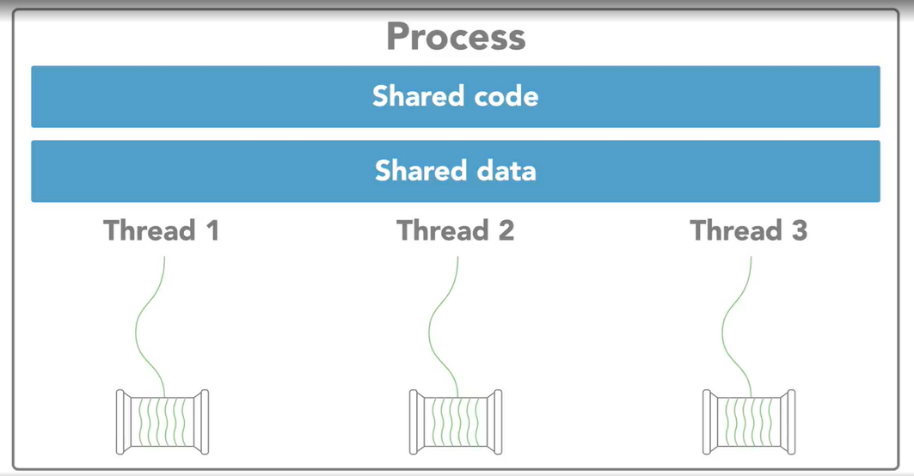 Process
Shared code
Shared data
Thread 1
Thread 2
Thread 3